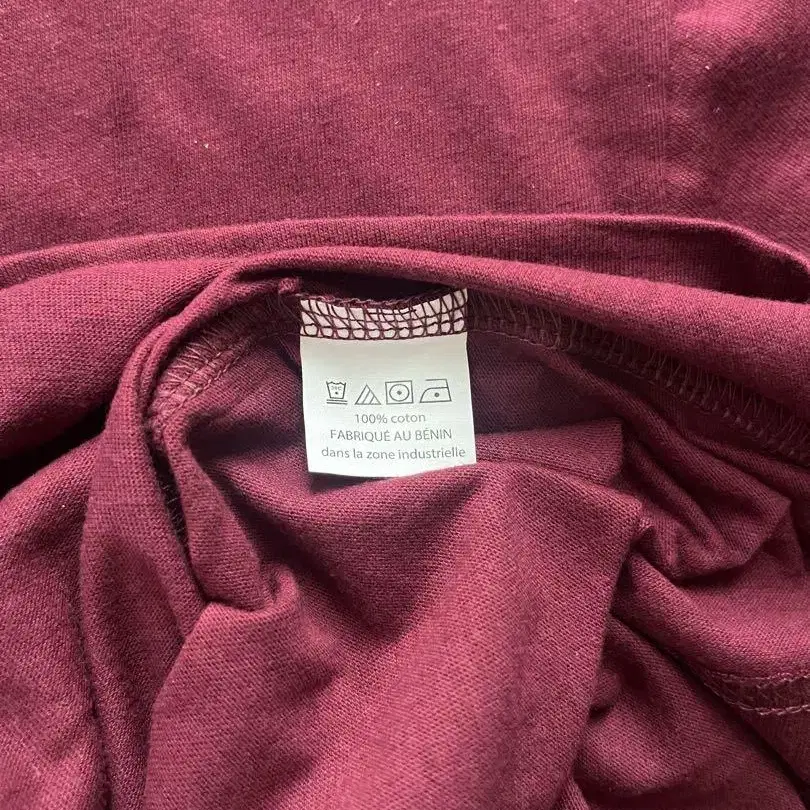 100% coton
FABRIQUÉ AU BÉNIN
dans la zone industrielle